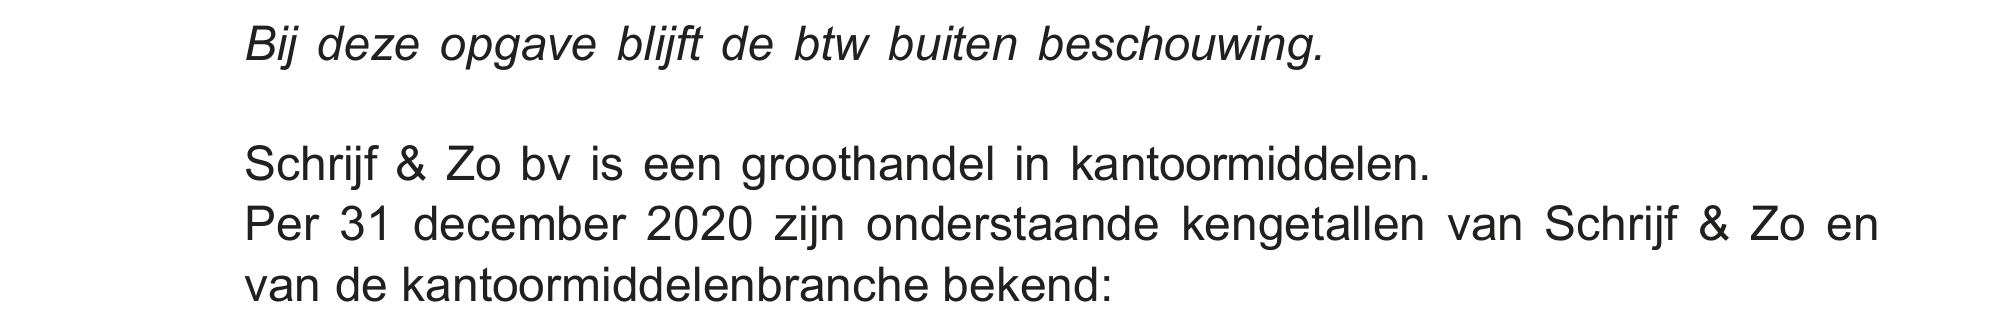 Bij deze opgave blijft de btw buiten beschouwing.
Schrijf & Zo bv is een groothandel in kantoormiddelen.
Per 31 december 2020 zijn onderstaande kengetallen van Schrijf & Zo en
van de kantoormiddelenbranche bekend: